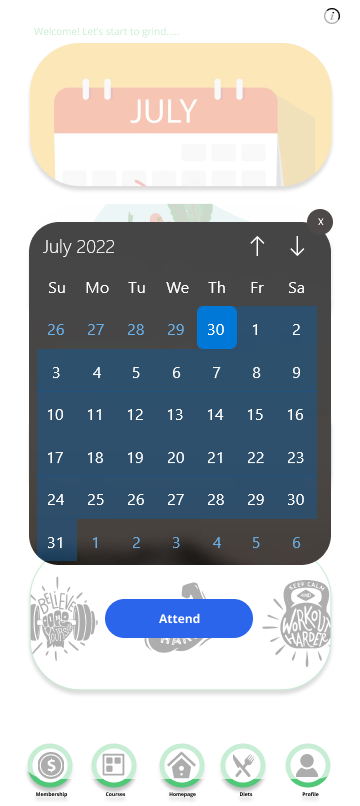 i
Welcome! Let's start to grind.....
JULY
x
July 2022
Su Mo Tu We Th Fr Sa
26 27 28 29 30 1 2
3 4 5 6 7 8 9
10 11 12 13 14 15 16
17 18 19 20 21 22 23
24 25 26 27 28 29 30
31 1 2 3 4 5 6
BELIEVE
KEEP CALM
AND
WORKOUT
HARDER
Attend
Membership Courses Homepage Diets Profile